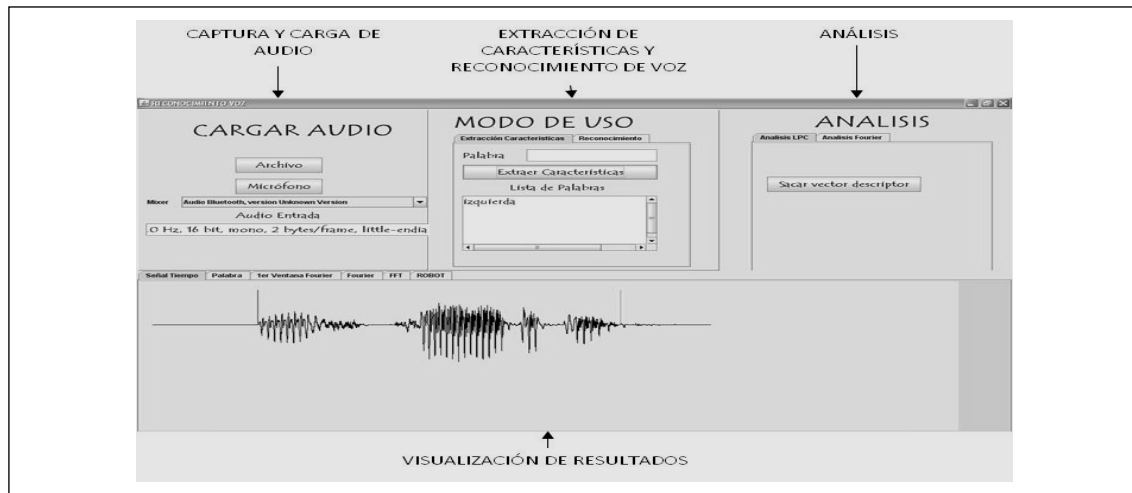 CAPTURA Y CARGA DE
AUDIO
EXTRACCIÓN DE
CARACTERÍSTICAS Y
RECONOCIMIENTO DE VOZ
ANÁLISIS
RECONOCIMIENTO VOZ
CARGAR AUDIO
Archivo
Micrófono
Mixer Audio Bluetooth, version Unknown Version
Audio Entrada
0 Hz, 16 bit, mono, 2 bytes/frame, little-endia
MODO DE USO
Extracción Características Reconocimiento
Palabra
Extraer Características
Lista de Palabras
izquierda
ANALISIS
Analisis LPC Analisis Fourier
Sacar vector descriptor
Señal Tiempo Palabra 1er Ventana Fourier Fourier FFT ROBOT
VISUALIZACIÓN DE RESULTADOS